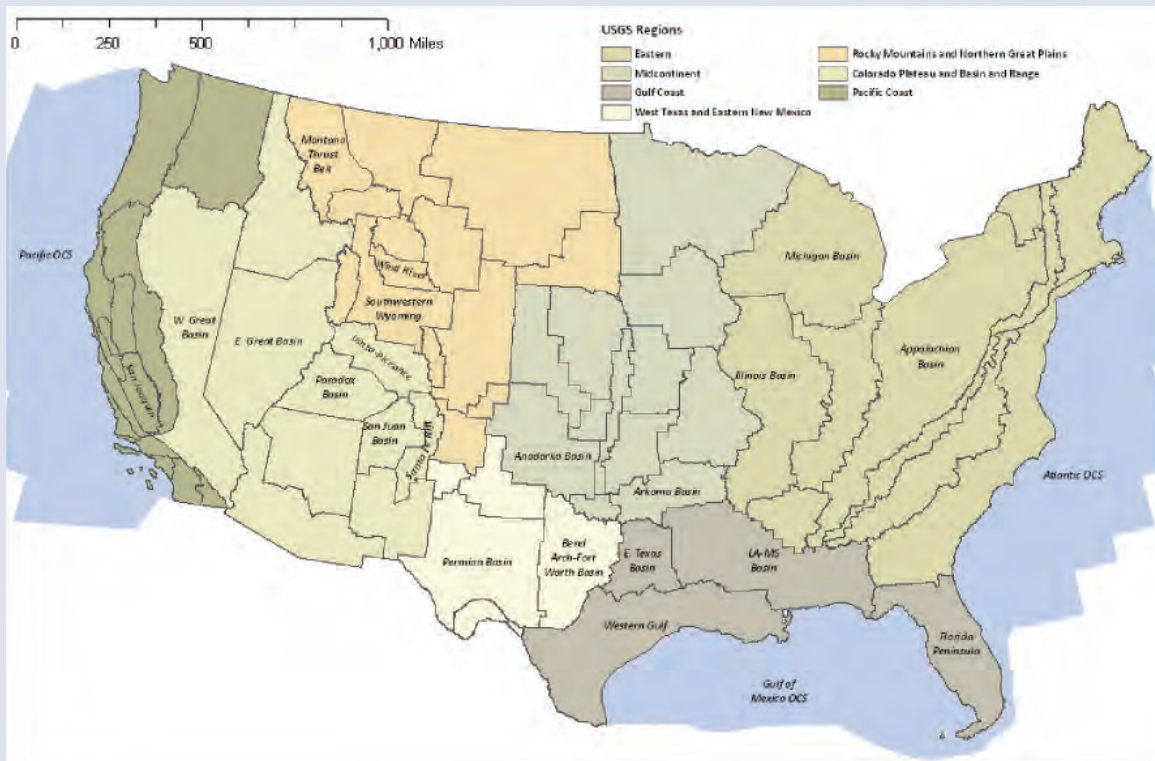 0 250 500 1,000 Miles
USGS Regions
Eastern
Midcontinent
Gulf Coast
West Texas and Eastern New Mexico
Rocky Mountains and Northern Great Plains
Colorado Plateau and Basin and Range
Pacific Coast
Montana
Thrust
Belt
Pacific OCS
Wind River
Southwestern
Wyoming
Michigan Basin
W. Great
Basin
E. Great Basin
Uinta-Piceance
Paradox
Basin
San Joaquin
Illinois Basin
Appalachian
Basin
San Juan
Basin
Anadarko Basin
Arkoma Basin
Atlantic OCS
Permian Basin
Bend
Arch-Fort
Worth Basin
E. Texas
Basin
LA-MS
Basin
Western Gulf
Florida
Peninsula
Gulf of
Mexico OCS